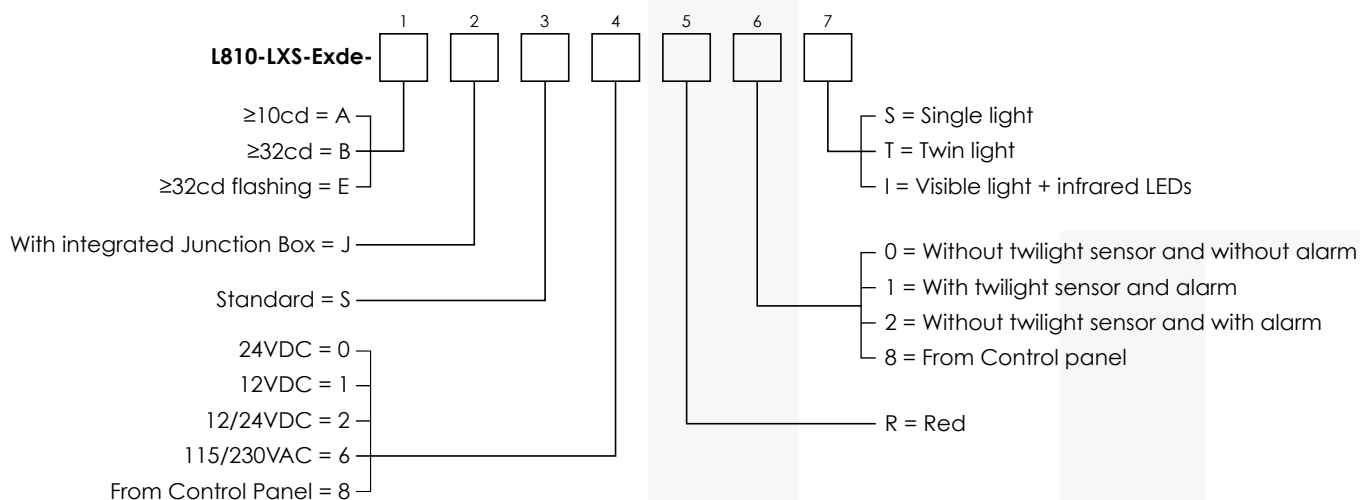 1 2 3 4 5 6 7
L810-LXS-Exde-
≥10cd = A
≥32cd = B
≥32cd flashing = E
With integrated Junction Box = J
Standard = S
24VDC = 0
12VDC = 1
12/24VDC = 2
115/230VAC = 6
From Control Panel = 8
S = Single light
T = Twin light
I = Visible light + infrared LEDs
0 = Without twilight sensor and without alarm
1 = With twilight sensor and alarm
2 = Without twilight sensor and with alarm
8 = From Control panel
R = Red